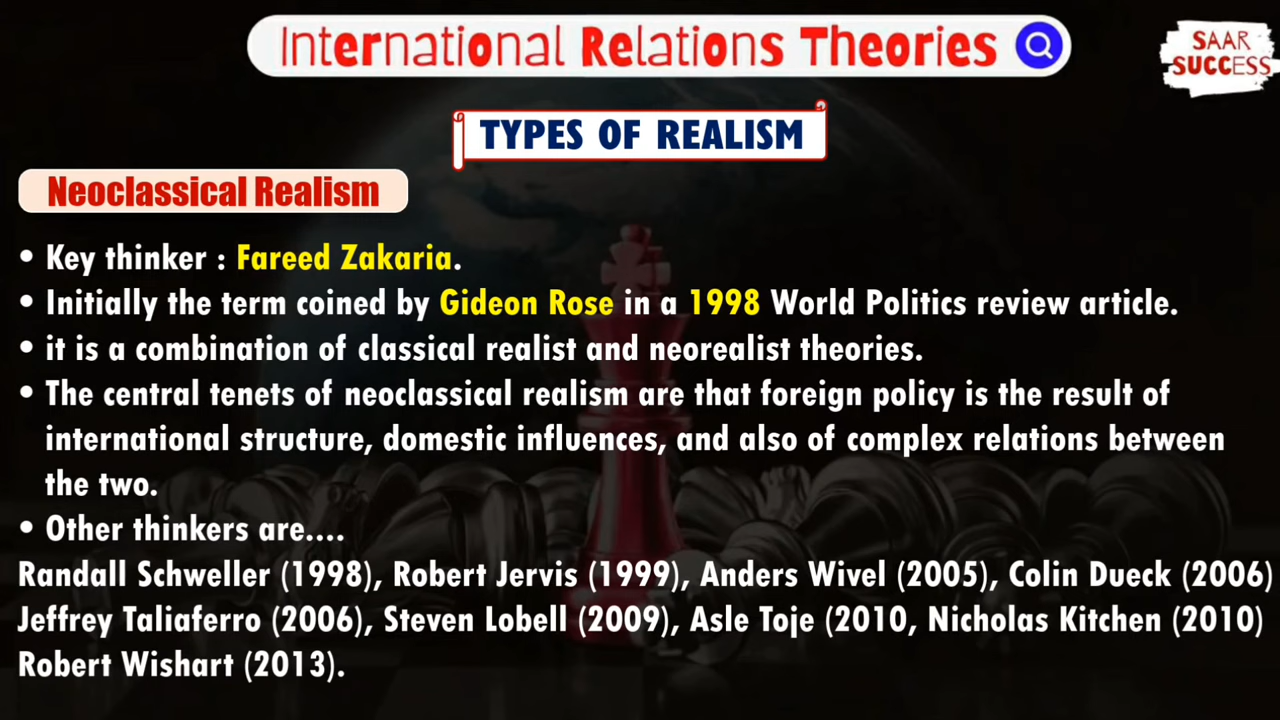 International Relations Theories
SAAR
SUCCESS
TYPES OF REALISM
Neoclassical Realism
• Key thinker : Fareed Zakaria.
• Initially the term coined by Gideon Rose in a 1998 World Politics review article.
• it is a combination of classical realist and neorealist theories.
• The central tenets of neoclassical realism are that foreign policy is the result of
international structure, domestic influences, and also of complex relations between
the two.
• Other thinkers are....
Randall Schweller (1998), Robert Jervis (1999), Anders Wivel (2005), Colin Dueck (2006)
Jeffrey Taliaferro (2006), Steven Lobell (2009), Asle Toje (2010, Nicholas Kitchen (2010)
Robert Wishart (2013).